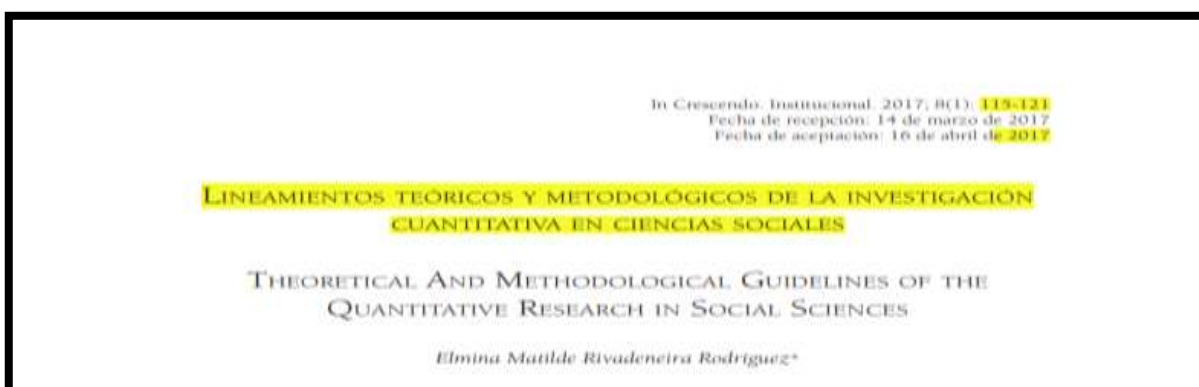 In Crescendo. Institucional. 2017; 8(1): 115-121
Fecha de recepción: 14 de marzo de 2017
Fecha de aceptación: 16 de abril de 2017
LINEAMIENTOS TEÓRICOS Y METODOLÓGICOS DE LA INVESTIGACIÓN
CUANTITATIVA EN CIENCIAS SOCIALES
THEORETICAL AND METHODOLOGICAL GUIDELINES OF THE
QUANTITATIVE RESEARCH IN SOCIAL SCIENCES
Elmina Matilde Rivadeneira Rodríguez*